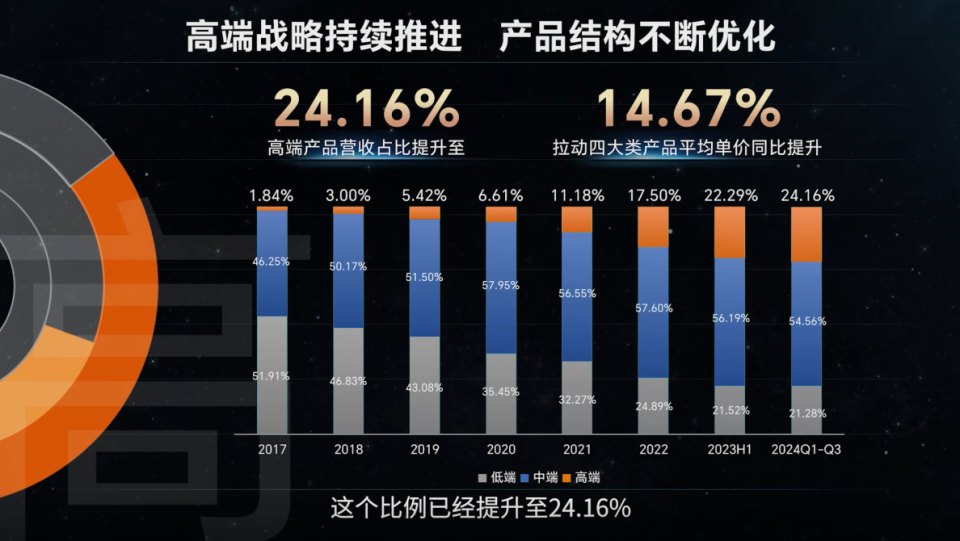 高端战略持续推进 产品结构不断优化
24.16% 14.67%
高端产品营收占比提升至 拉动四大类产品平均单价同比提升
1.84% 3.00% 5.42% 6.61% 11.18% 17.50% 22.29% 24.16%
46.25% 50.17% 51.50% 57.95% 56.55% 57.60% 56.19% 54.56%
51.91% 46.83% 43.08% 35.45% 32.27% 24.89% 21.52% 21.28%
2017 2018 2019 2020 2021 2022 2023H1 2024Q1-Q3
低端 中端 高端
这个比例已经提升至24.16%
高